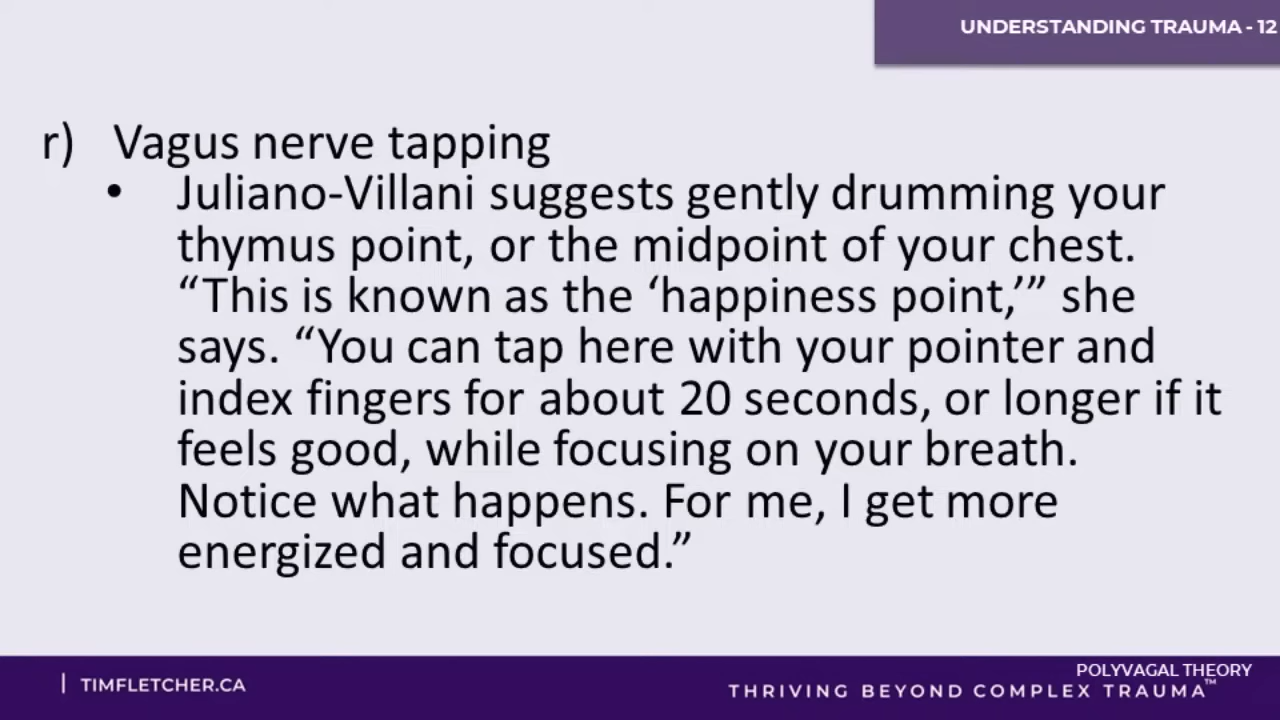 UNDERSTANDING TRAUMA - 12
r) Vagus nerve tapping
• Juliano-Villani suggests gently drumming your
thymus point, or the midpoint of your chest.
“This is known as the ‘happiness point,’” she
says. “You can tap here with your pointer and
index fingers for about 20 seconds, or longer if it
feels good, while focusing on your breath.
Notice what happens. For me, I get more
energized and focused.”
| TIMFLETCHER.CA
POLYVAGAL THEORY
THRIVING BEYOND COMPLEX TRAUMA™